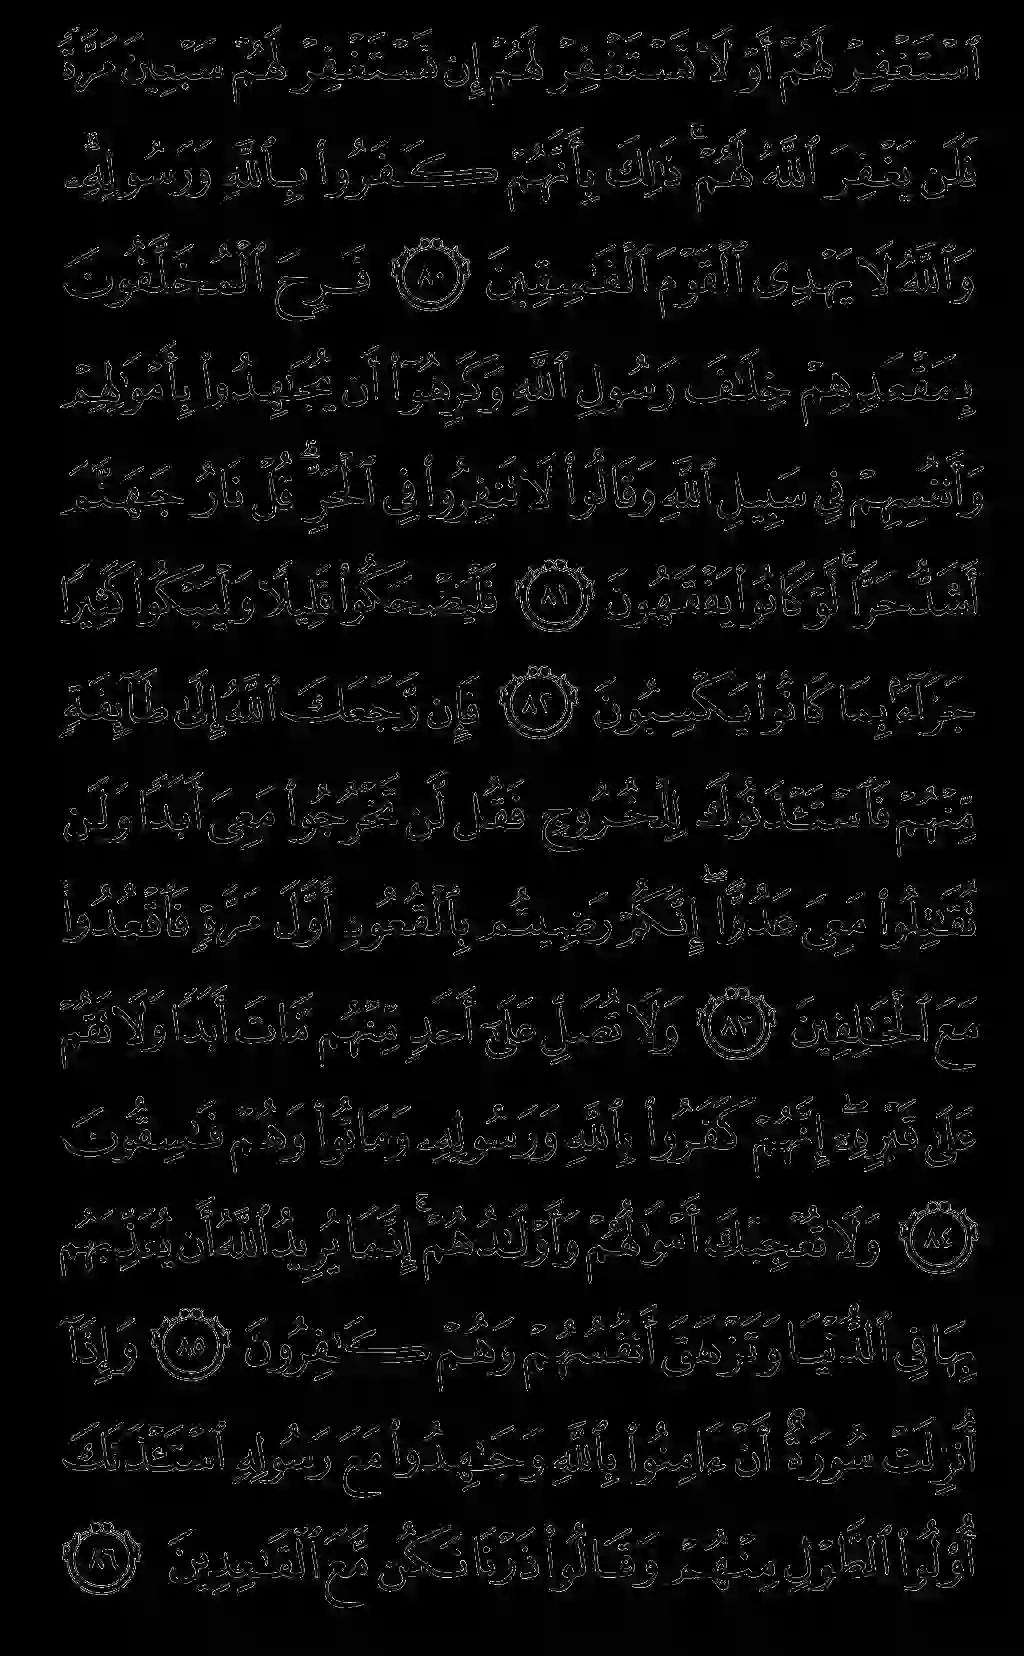 ٱسۡتَغۡفِرۡ لَهُمۡ أَوۡ لَا تَسۡتَغۡفِرۡ لَهُمۡ إِن تَسۡتَغۡفِرۡ لَهُمۡ سَبۡعِينَ مَرَّةٗ
فَلَن يَغۡفِرَ ٱللَّهُ لَهُمۡۚ ذَٰلِكَ بِأَنَّهُمۡ كَفَرُواْ بِٱللَّهِ وَرَسُولِهِۦۗ
وَٱللَّهُ لَا يَهۡدِي ٱلۡقَوۡمَ ٱلۡفَٰسِقِينَ ٨٠ فَرِحَ ٱلۡمُخَلَّفُونَ
بِمَقۡعَدِهِمۡ خِلَٰفَ رَسُولِ ٱللَّهِ وَكَرِهُوٓاْ أَن يُجَٰهِدُواْ بِأَمۡوَٰلِهِمۡ
وَأَنفُسِهِمۡ فِي سَبِيلِ ٱللَّهِ وَقَالُواْ لَا تَنفِرُواْ فِي ٱلۡحَرِّۗ قُلۡ نَارُ جَهَنَّمَ
أَشَدُّ حَرّٗاۚ لَّوۡ كَانُواْ يَفۡقَهُونَ ٨١ فَلۡيَضۡحَكُواْ قَلِيلٗا وَلۡيَبۡكُواْ كَثِيرٗا
جَزَآءَۢ بِمَا كَانُواْ يَكۡسِبُونَ ٨٢ فَإِن رَّجَعَكَ ٱللَّهُ إِلَىٰ طَآئِفَةٖ
مِّنۡهُمۡ فَٱسۡتَـٔۡذَنُوكَ لِلۡخُرُوجِ فَقُل لَّن تَخۡرُجُواْ مَعِيَ أَبَدٗا وَلَن
تُقَٰتِلُواْ مَعِيَ عَدُوًّاۖ إِنَّكُمۡ رَضِيتُم بِٱلۡقُعُودِ أَوَّلَ مَرَّةٖ فَٱقۡعُدُواْ
مَعَ ٱلۡخَٰلِفِينَ ٨٣ وَلَا تُصَلِّ عَلَىٰٓ أَحَدٖ مِّنۡهُم مَّاتَ أَبَدٗا وَلَا تَقُمۡ
عَلَىٰ قَبۡرِهِۦٓۖ إِنَّهُمۡ كَفَرُواْ بِٱللَّهِ وَرَسُولِهِۦ وَمَاتُواْ وَهُمۡ فَٰسِقُونَ
٨٤ وَلَا تُعۡجِبۡكَ أَمۡوَٰلُهُمۡ وَأَوۡلَٰدُهُمۡۚ إِنَّمَا يُرِيدُ ٱللَّهُ أَن يُعَذِّبَهُم
بِهَا فِي ٱلدُّنۡيَا وَتَزۡهَقَ أَنفُسُهُمۡ وَهُمۡ كَٰفِرُونَ ٨٥ وَإِذَآ
أُنزِلَتۡ سُورَةٌ أَنۡ ءَامِنُواْ بِٱللَّهِ وَجَٰهِدُواْ مَعَ رَسُولِهِ ٱسۡتَـٔۡذَنَكَ
أُوْلُواْ ٱلطَّوۡلِ مِنۡهُمۡ وَقَالُواْ ذَرۡنَا نَكُن مَّعَ ٱلۡقَٰعِدِينَ ٨٦